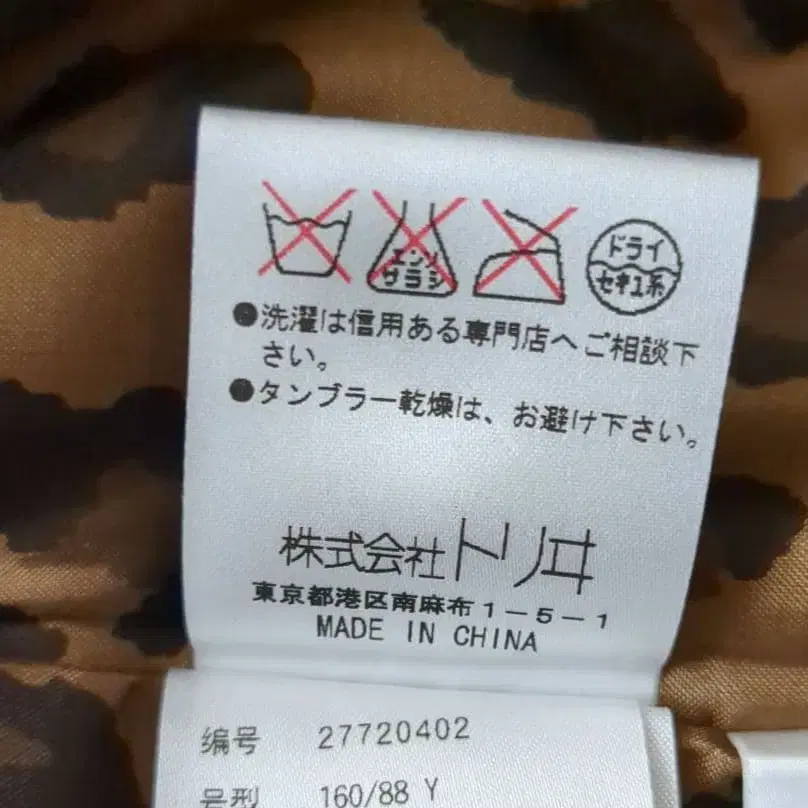 エンソ
サラシ
ドライ
セキユ系
●洗濯は信用ある専門店へご相談下
さい。
●タンブラー乾燥は、お避け下さい。
株式会社トリヰ
東京都港区南麻布1-5-1
MADE IN CHINA
编号 27720402
号型 160/88 Y